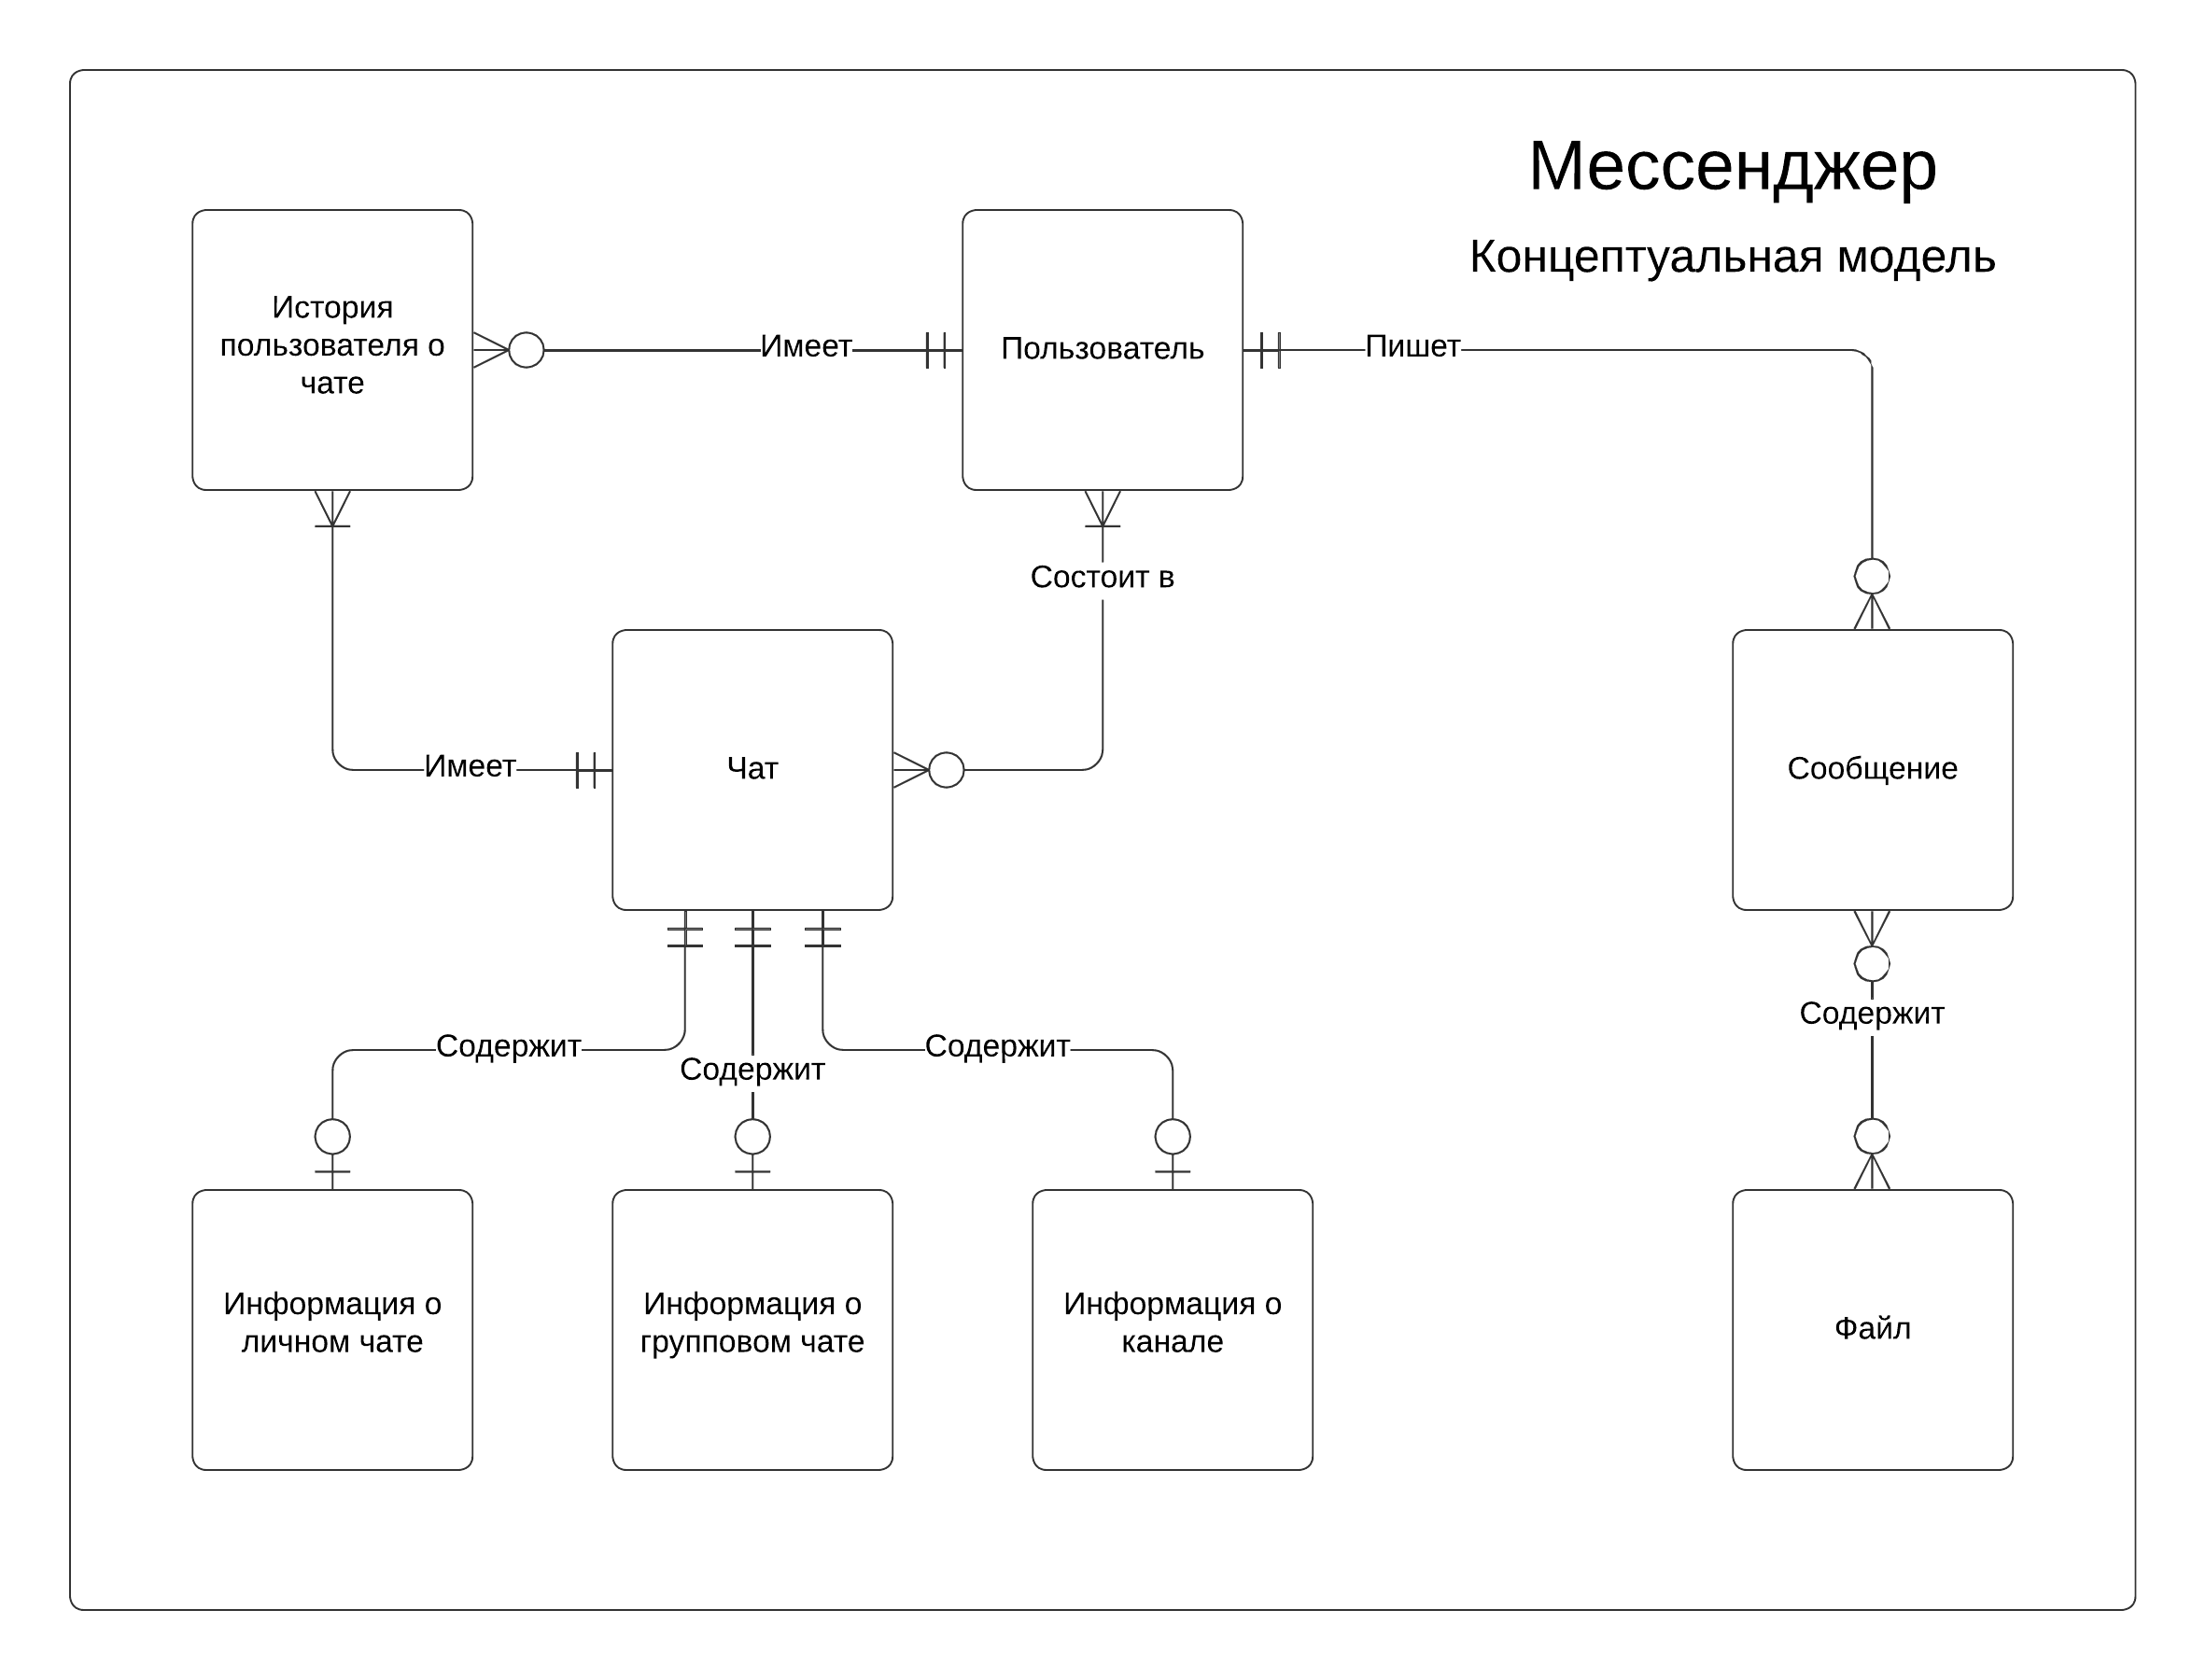 Мессенджер
Концептуальная модель
История
пользователя о
чате
Имеет
Пользователь
Пишет
Состоит в
Имеет
Чат
Сообщение
Содержит
Содержит
Содержит
Содержит
Информация о
личном чате
Информация о
групповом чате
Информация о
канале
Файл